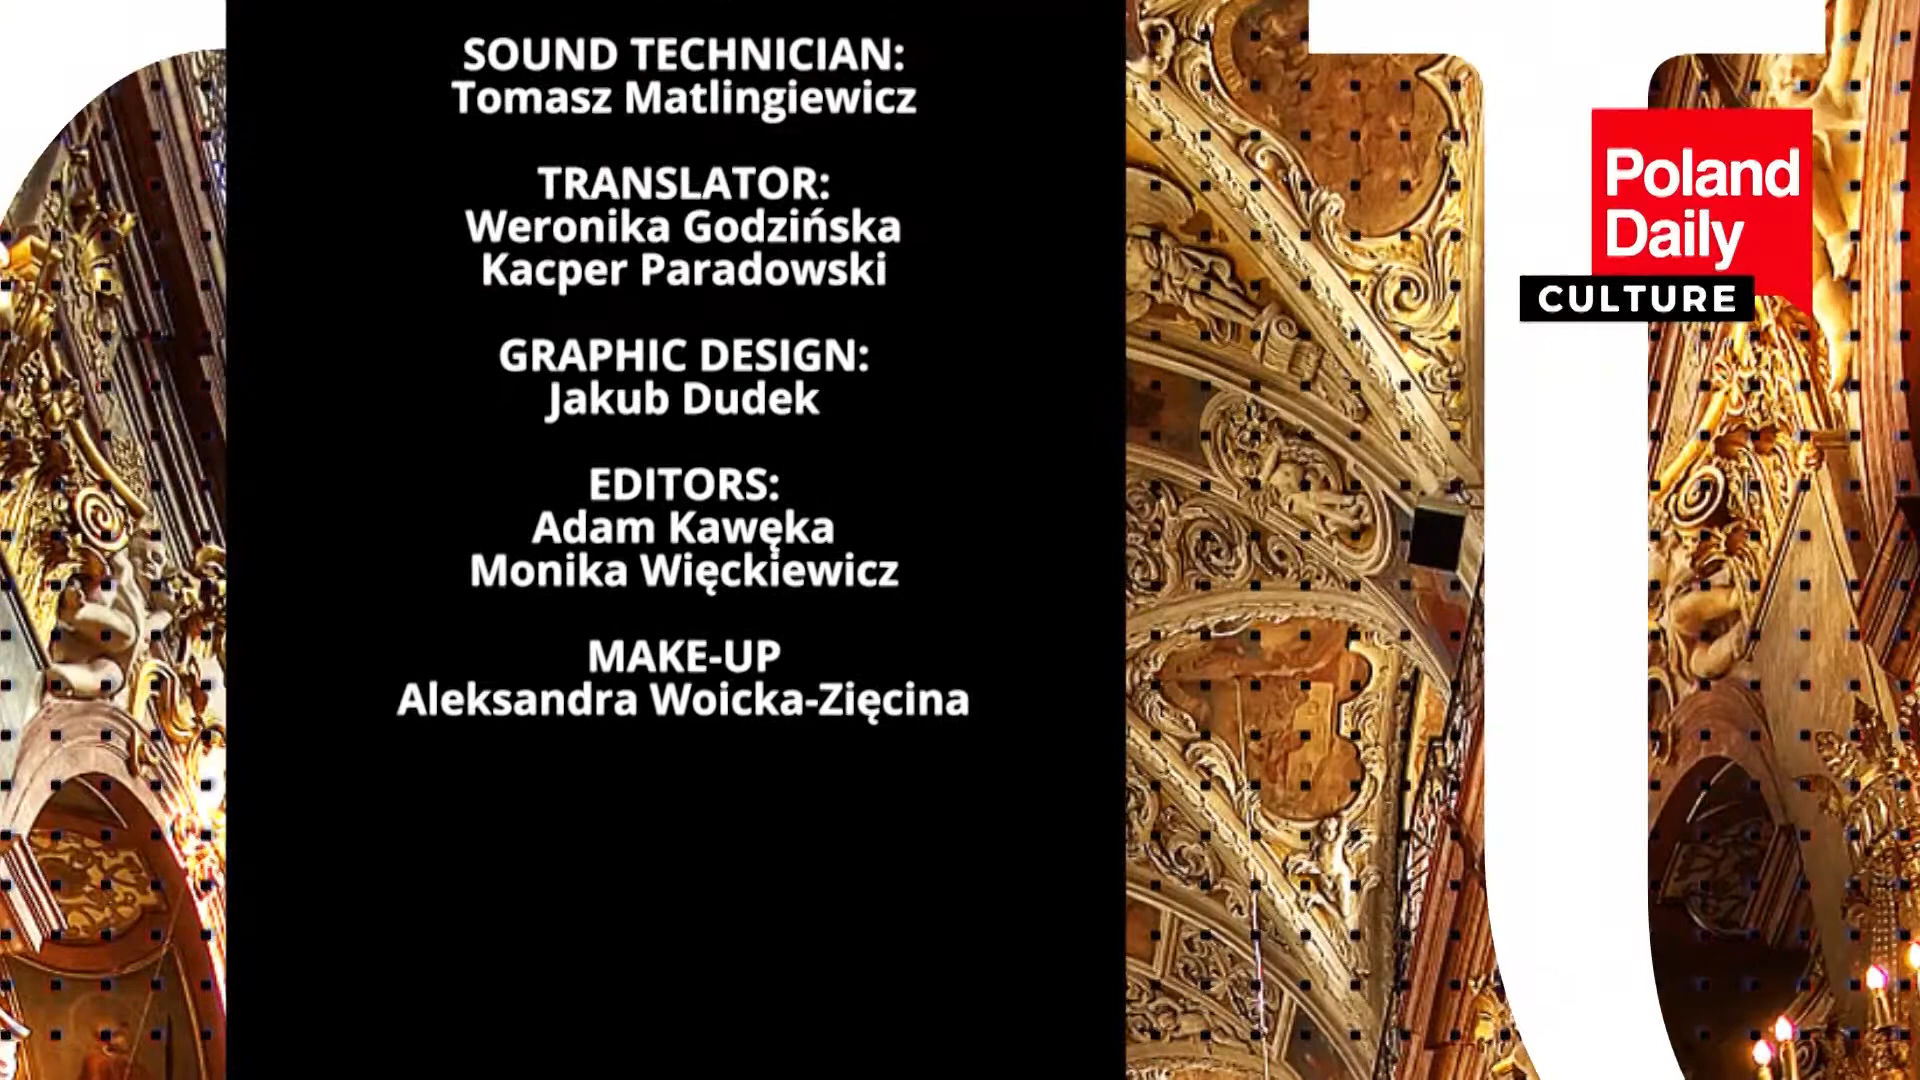 SOUND TECHNICIAN:
Tomasz Matlingiewicz
TRANSLATOR:
Weronika Godzińska
Kacper Paradowski
GRAPHIC DESIGN:
Jakub Dudek
EDITORS:
Adam Kawęka
Monika Więckiewicz
MAKE-UP
Aleksandra Woicka-Zięcina
Poland
Daily
CULTURE